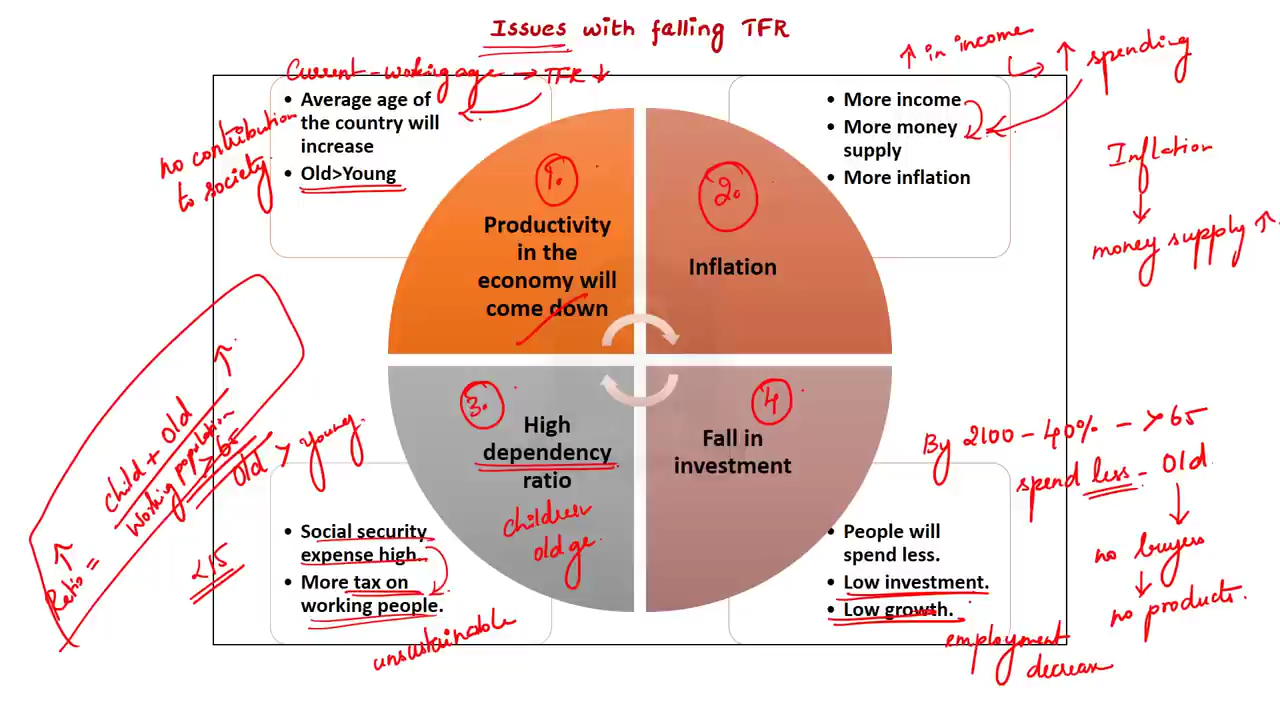 Issues with falling TFR
Current-working age → TFR ↓
• Average age of
the country will
increase
• Old>Young
no contribution
to society
1.
Productivity
in the
economy will
come down
↑ in income
↑ spending
• More income
• More money
supply
• More inflation
2.
Inflation
Inflation
↓
money supply ↑
3.
High
dependency
ratio
children
old ge
• Social security
expense high.
• More tax on
working people.
unsustainable
↑
Ratio =
child + old ↑
working population
> 65
old > young.
<15
4
Fall in
investment
• People will
spend less.
• Low investment.
• Low growth.
By 2100 - 40% - >65
spend less - Old
↓
no buyers
↓
no products.
employment
decrease